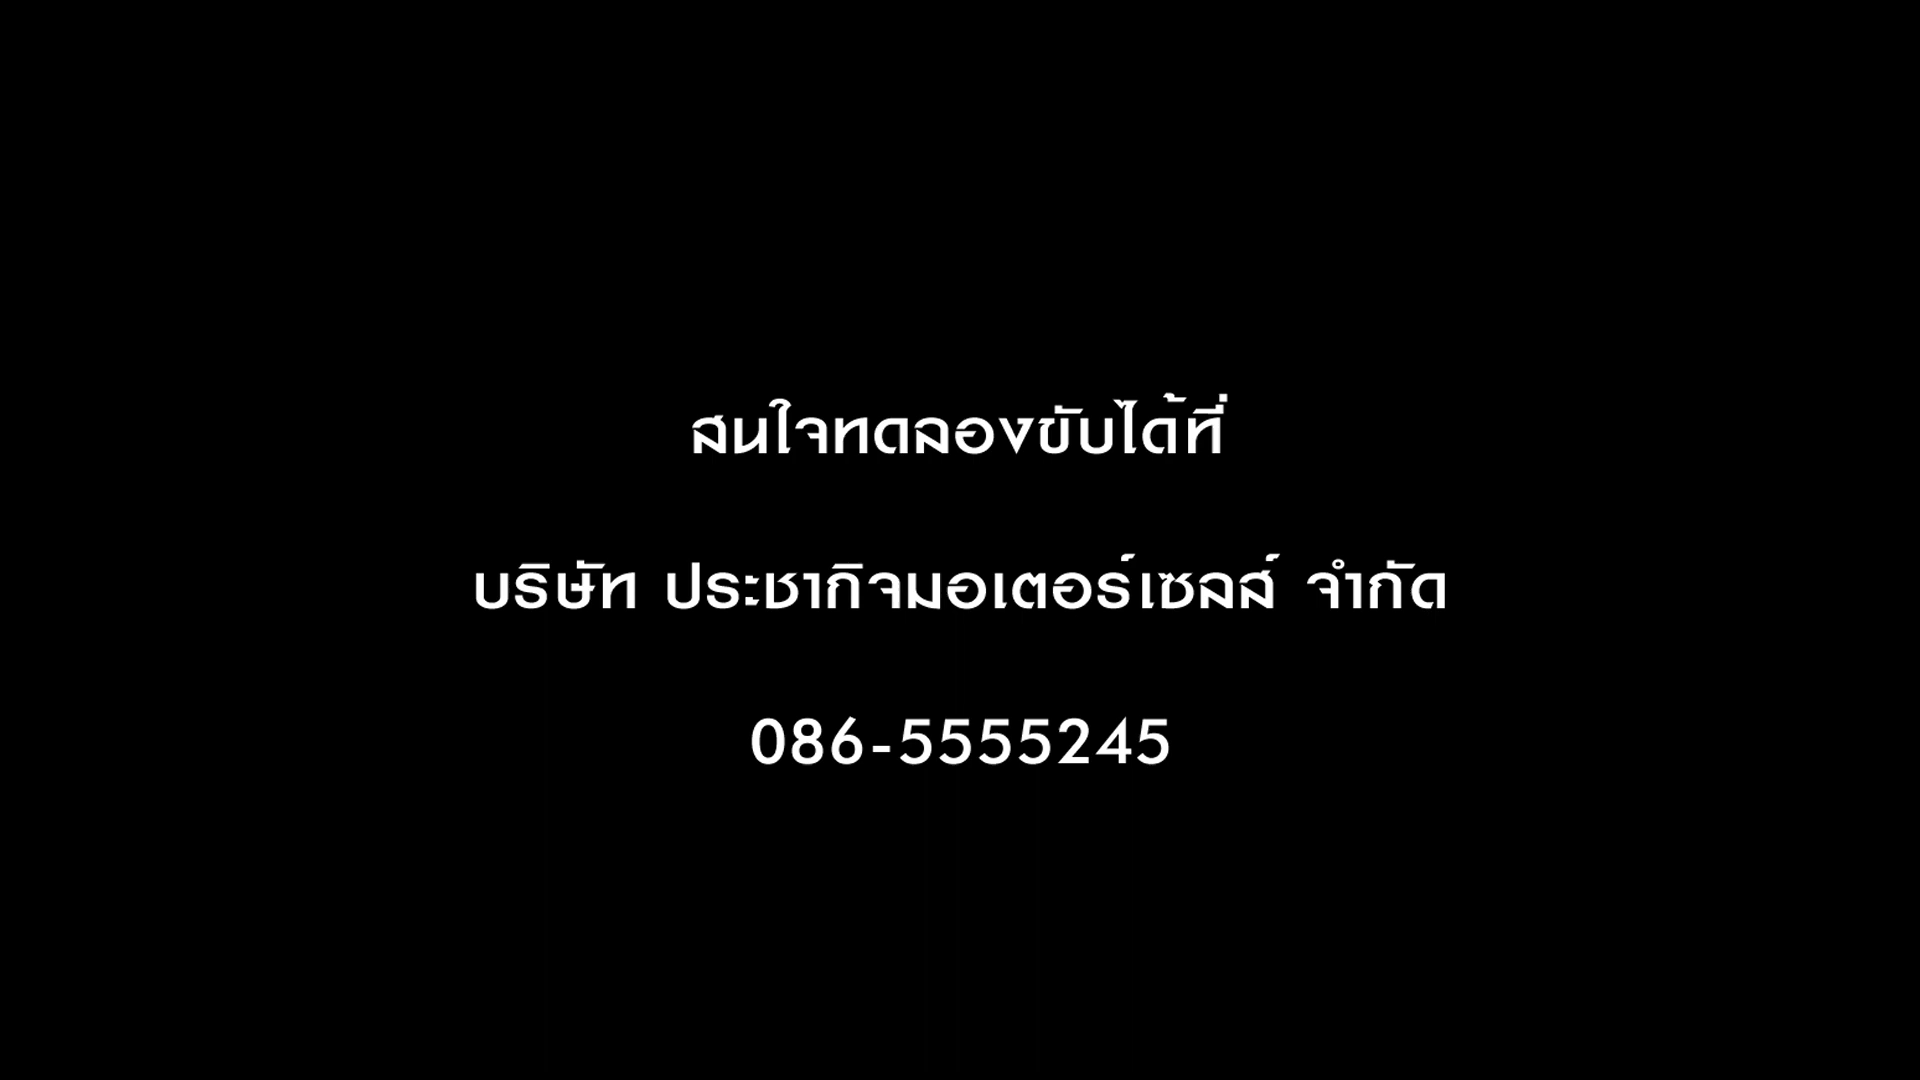 สนใจทดลองขับได้ที่
บริษัท ประชากิจมอเตอร์เซลส์ จำกัด
086-5555245